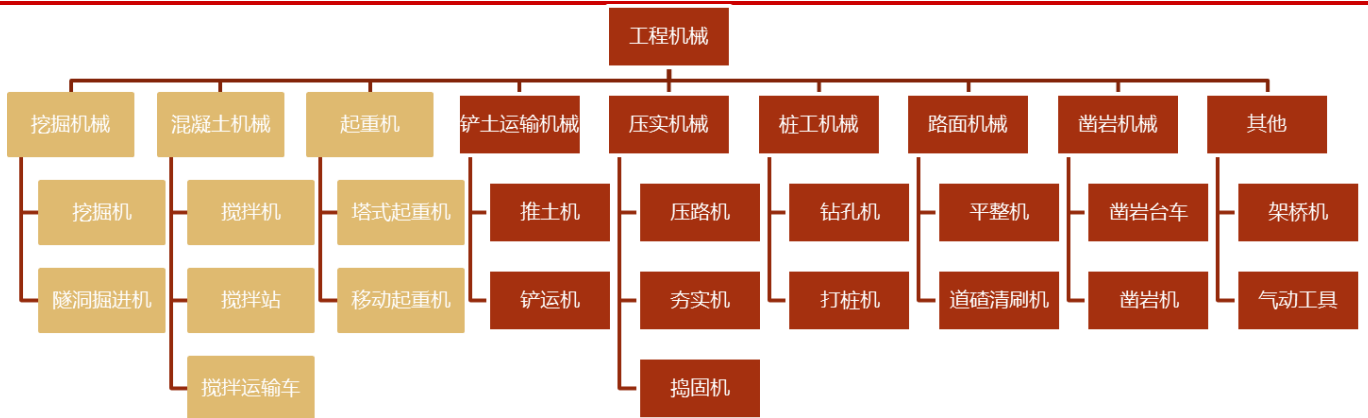 工程机械
挖掘机械
混凝土机械
起重机
铲土运输机械
压实机械
桩工机械
路面机械
凿岩机械
其他
挖掘机
搅拌机
塔式起重机
推土机
压路机
钻孔机
平整机
凿岩台车
架桥机
隧洞掘进机
搅拌站
移动起重机
铲运机
夯实机
打桩机
道碴清刷机
凿岩机
气动工具
搅拌运输车
捣固机